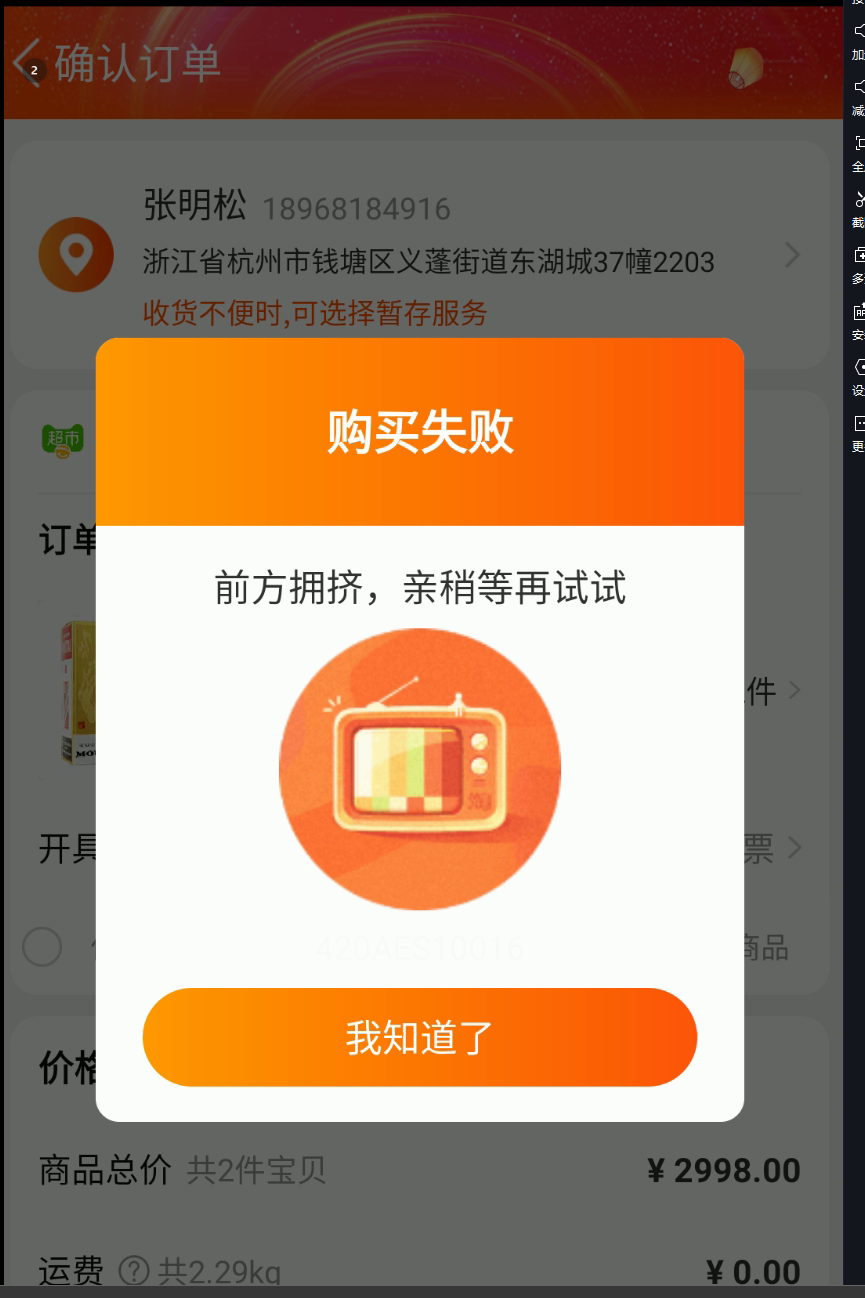 2
确认订单
张明松 18968184916
浙江省杭州市钱塘区义蓬街道东湖城37幢2203
收货不便时,可选择暂存服务
超市
购买失败
订单
前方拥挤，亲稍等再试试
件
开具
票
420AES10016
商品
我知道了
价格
商品总价 共2件宝贝 ¥ 2998.00
运费 ? 共2.29kg ¥ 0.00
加
减
全
截
多
安
设
更